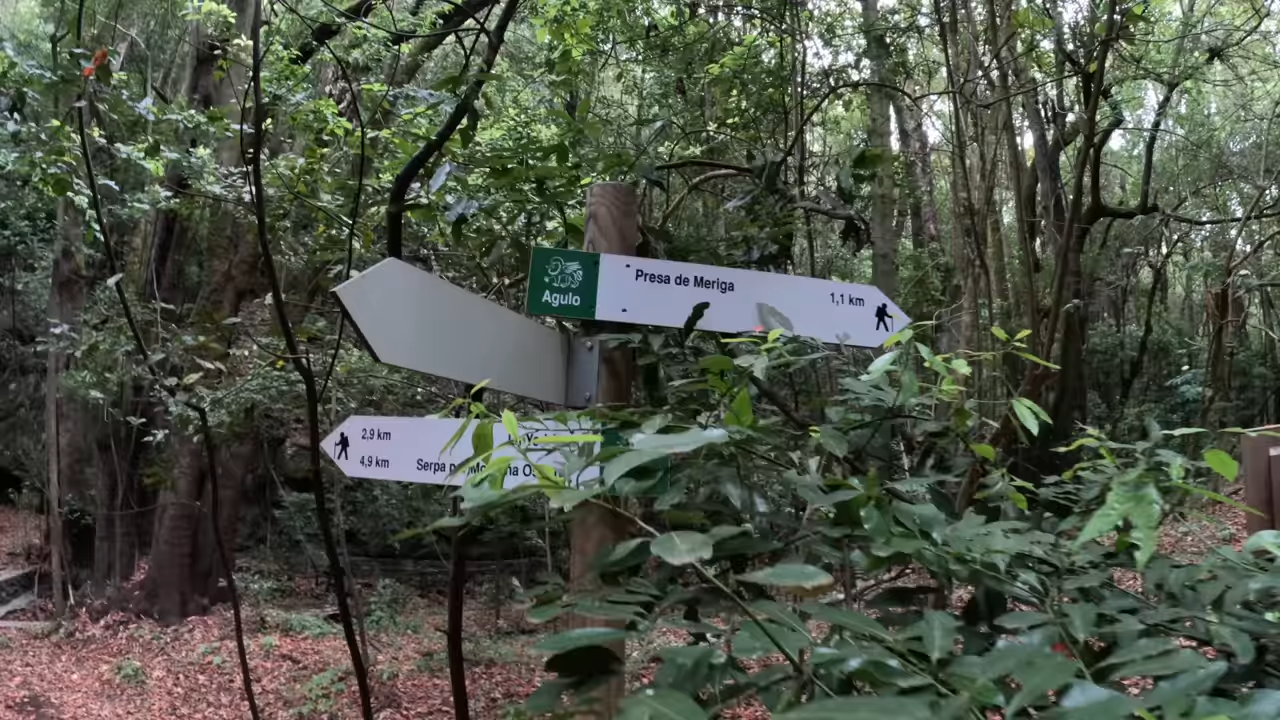 Agulo
Presa de Meriga
1,1 km
2,9 km
4,9 km
Serpa